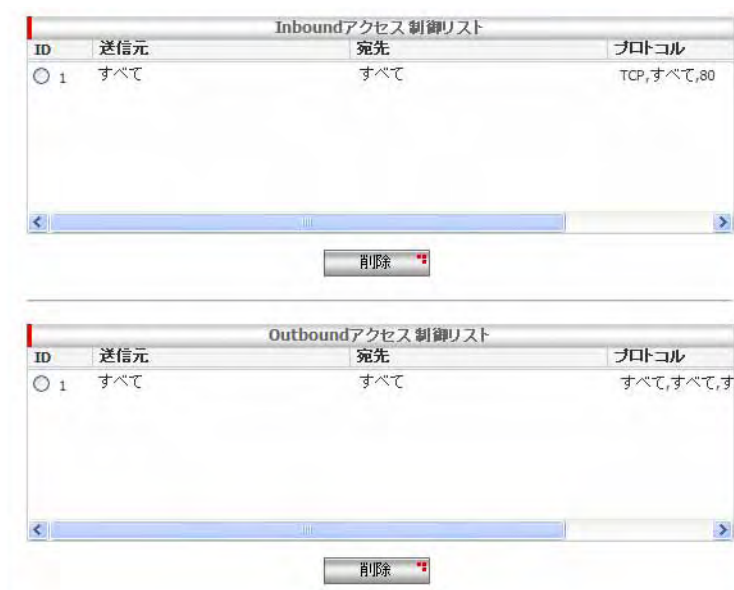 Inboundアクセス制御リスト
ID 送信元 宛先 プロトコル
1 すべて すべて TCP,すべて,80
削除
Outboundアクセス制御リスト
ID 送信元 宛先 プロトコル
1 すべて すべて すべて,すべて,す
削除